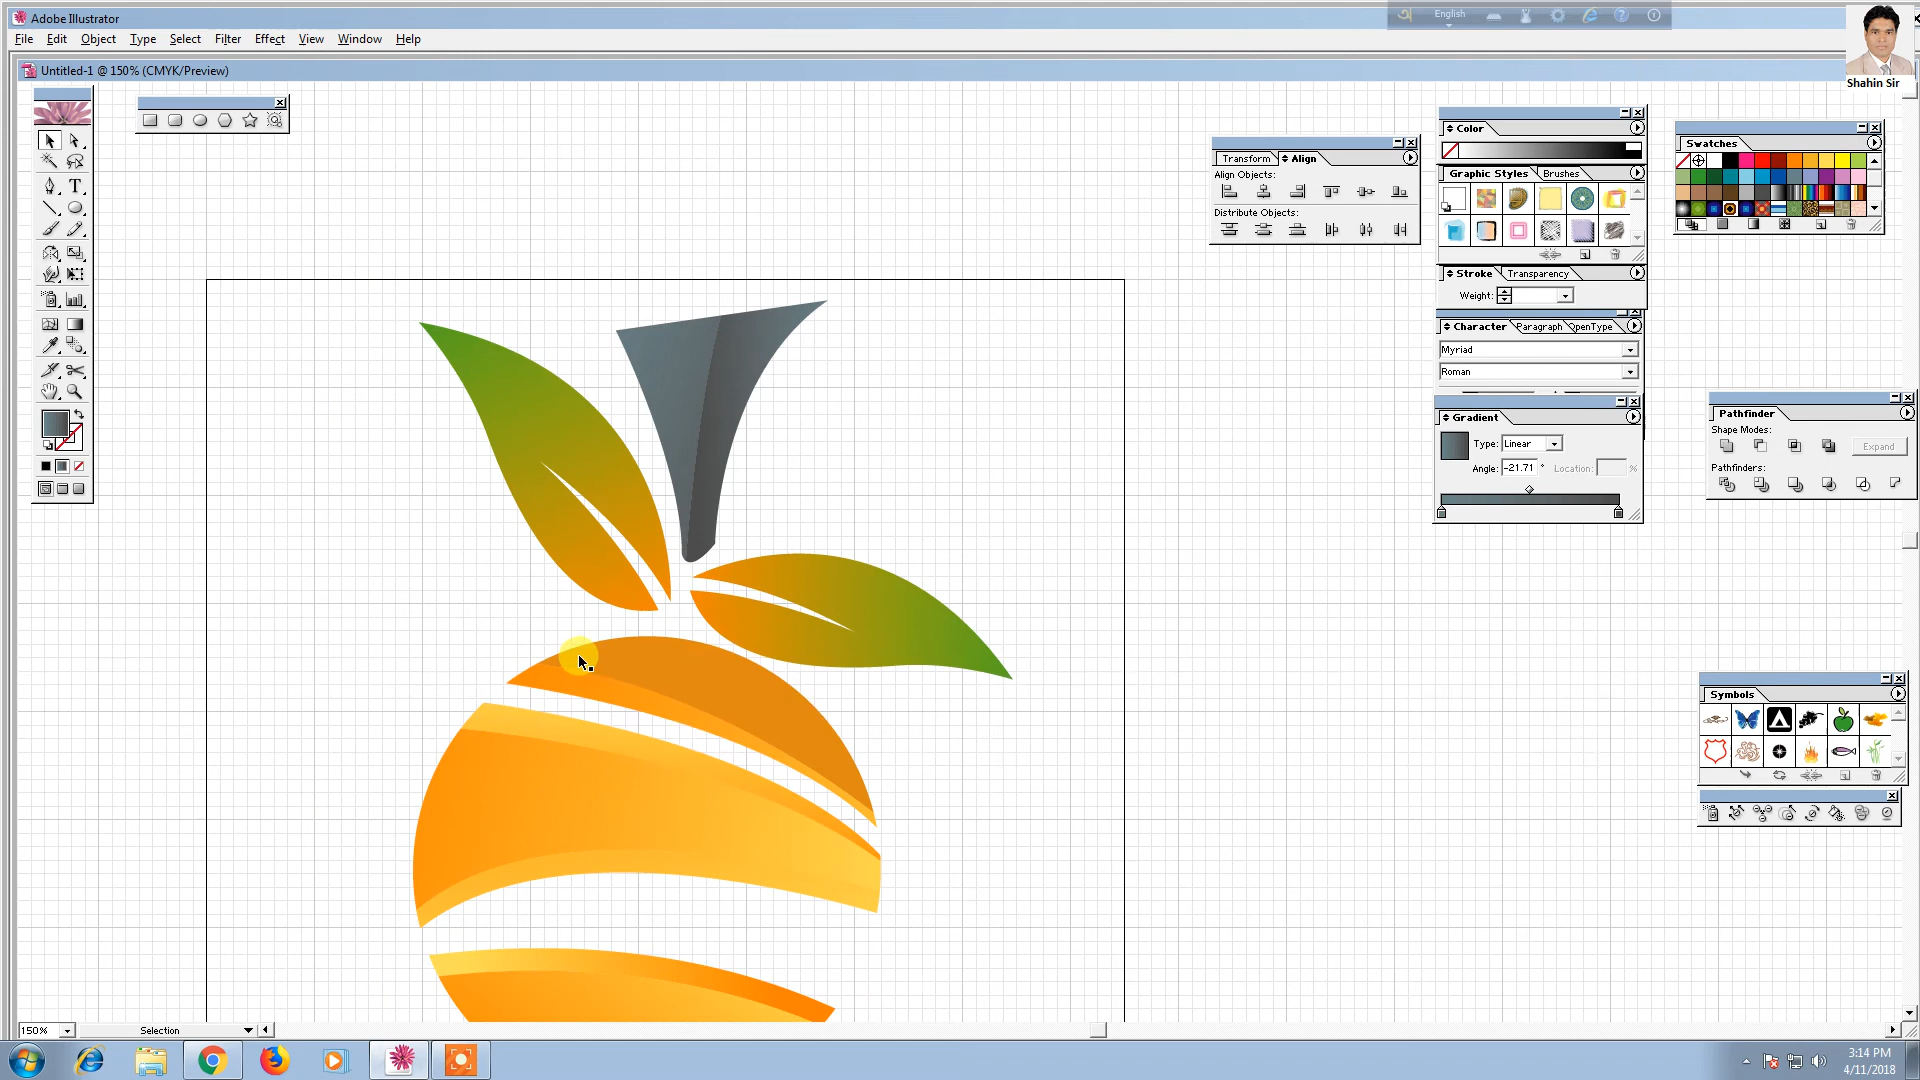 Adobe Illustrator
English
File Edit Object Type Select Filter Effect View Window Help
Shahin Sir
Untitled-1 @ 150% (CMYK/Preview)
Transform Align
Align Objects:
Distribute Objects:
Color
Graphic Styles Brushes
Stroke Transparency
Weight:
Character Paragraph OpenType
Myriad
Roman
Gradient
Type: Linear
Angle: -21.71 ° Location: %
Swatches
Pathfinder
Shape Modes:
Expand
Pathfinders:
Symbols
150% Selection
3:14 PM
4/11/2018